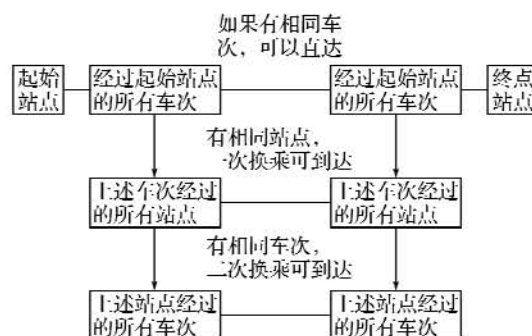 如果有相同车
次，可以直达
起始
站点
经过起始站点
的所有车次
经过起始站点
的所有车次
终点
站点
有相同站点，
一次换乘可到达
上述车次经过
的所有站点
上述车次经过
的所有站点
有相同车次，
二次换乘可到达
上述站点经过
的所有车次
上述站点经过
的所有车次